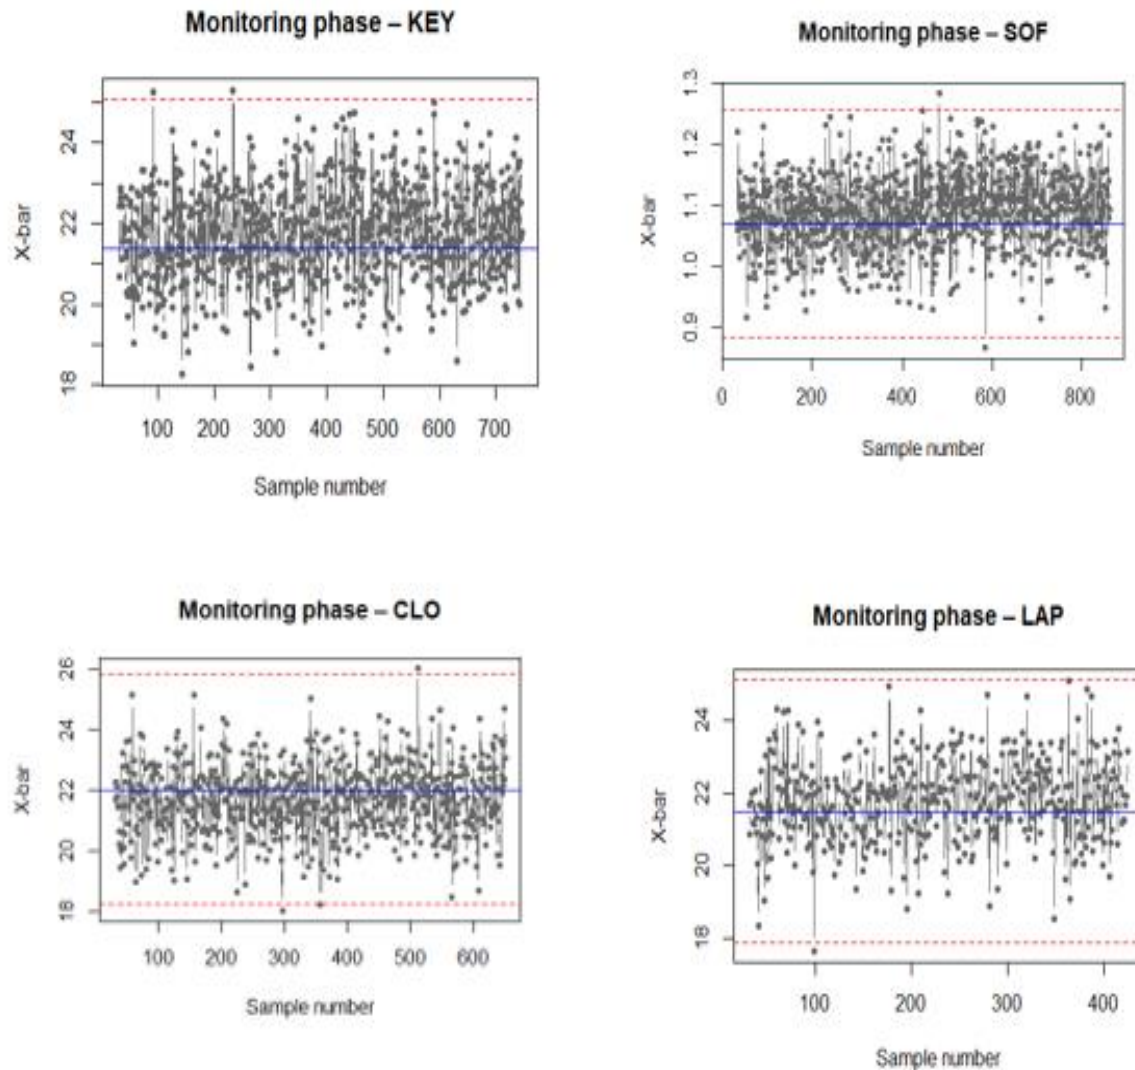 Monitoring phase – KEY
X-bar
24
22
20
18
100 200 300 400 500 600 700
Sample number
Monitoring phase – SOF
X-bar
1.3
1.2
1.1
1.0
0.9
0 200 400 600 800
Sample number
Monitoring phase – CLO
X-bar
26
24
22
20
18
100 200 300 400 500 600
Sample number
Monitoring phase – LAP
X-bar
24
22
20
18
100 200 300 400
Sample number